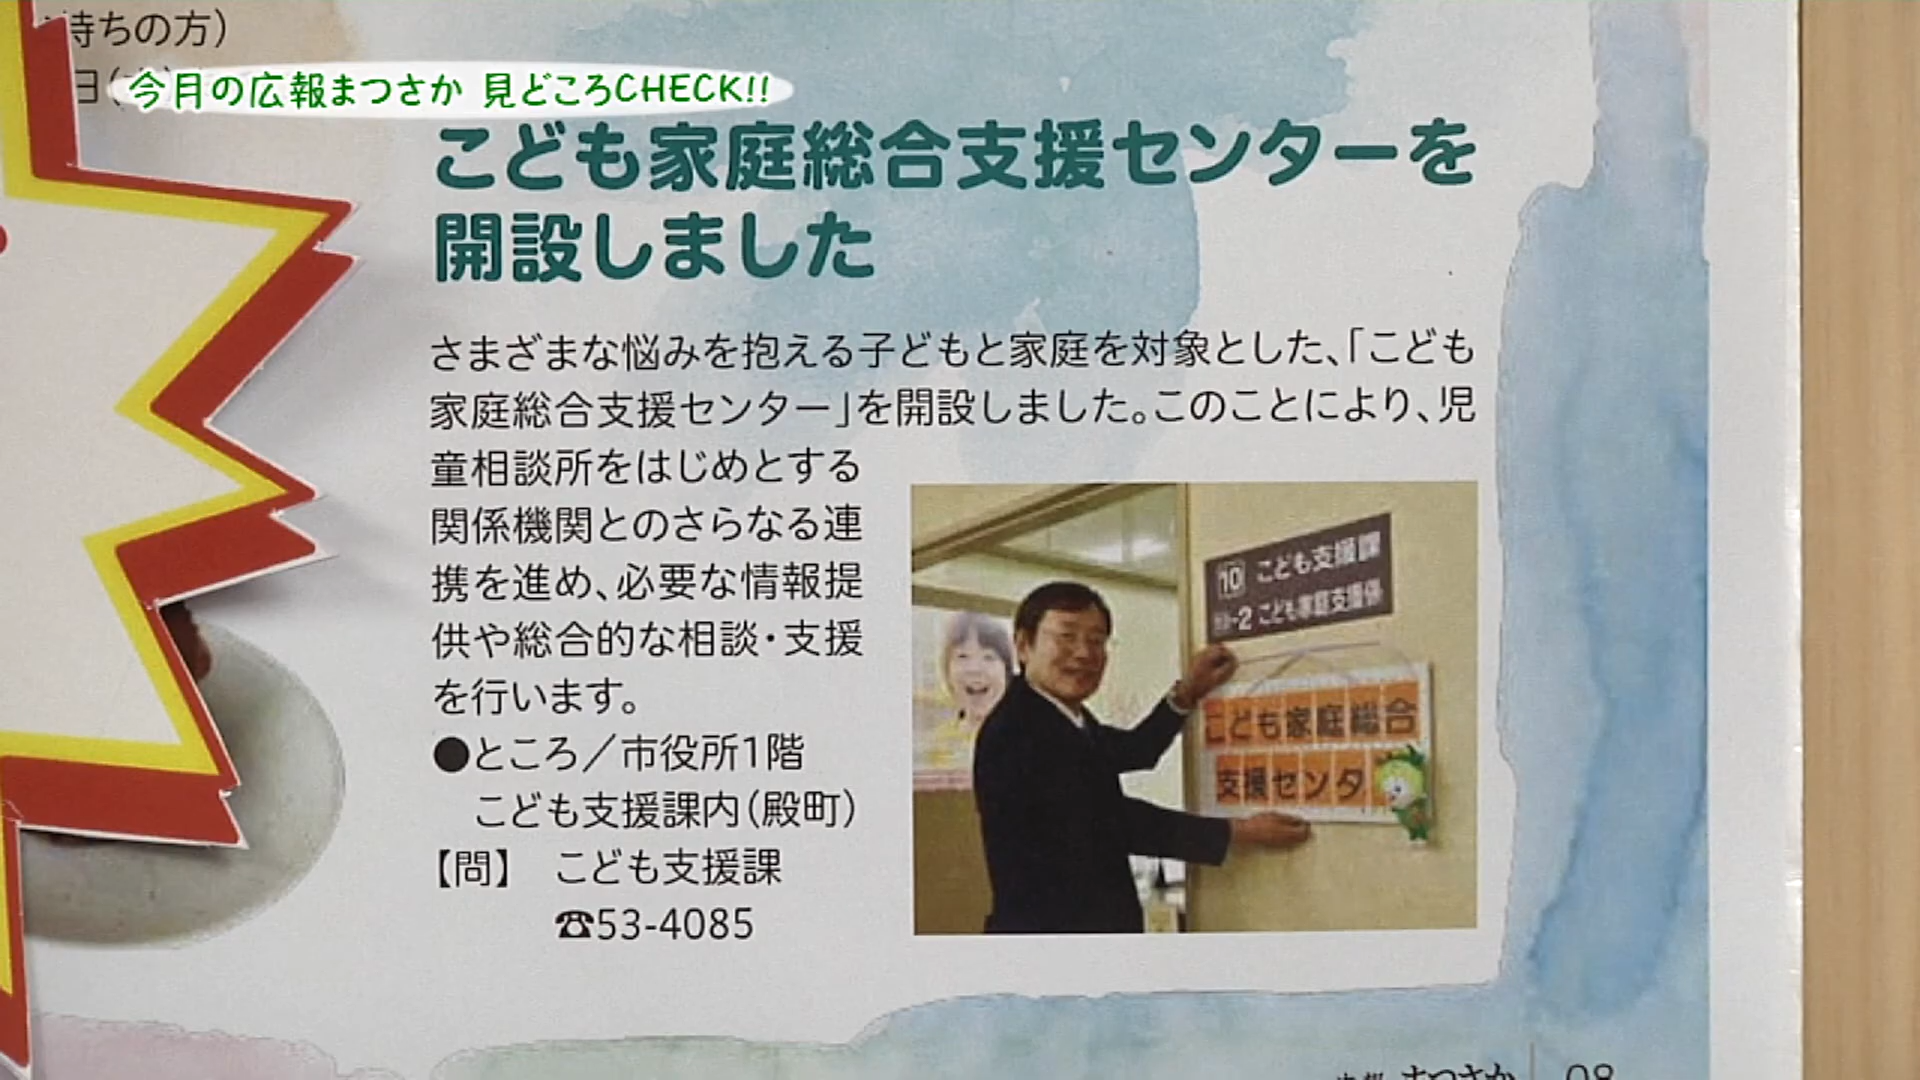 持ちの方）
日（
今月の広報まつさか 見どころCHECK!!
こども家庭総合支援センターを
開設しました
さまざまな悩みを抱える子どもと家庭を対象とした、「こども
家庭総合支援センター」を開設しました。このことにより、児
童相談所をはじめとする
関係機関とのさらなる連
携を進め、必要な情報提
供や総合的な相談・支援
を行います。
●ところ／市役所1階
こども支援課内（殿町）
【問】 こども支援課
☎53-4085
10 こども支援課
-2 こども家庭支援係
こども家庭総合
支援センタ
まつさか 08